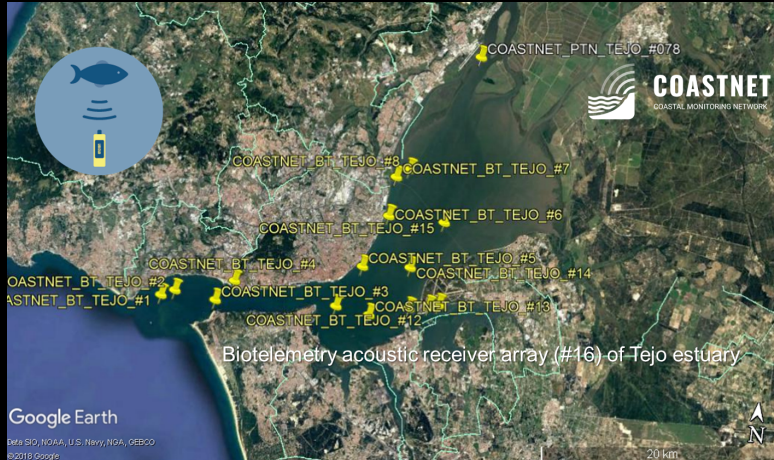 COASTNET_PTN_TEJO_#078
COASTNET
COASTAL MONITORING NETWORK
COASTNET_BT_TEJO_#8
COASTNET_BT_TEJO_#7
COASTNET_BT_TEJO_#6
COASTNET_BT_TEJO_#15
COASTNET_BT_TEJO_#4
COASTNET_BT_TEJO_#5
COASTNET_BT_TEJO_#14
OASTNET_BT_TEJO_#2
ASTNET_BT_TEJO_#1
COASTNET_BT_TEJO_#3
COASTNET_BT_TEJO_#13
COASTNET_BT_TEJO_#12
Biotelemetry acoustic receiver array (#16) of Tejo estuary
Google Earth
Data SIO, NOAA, U.S. Navy, NGA, GEBCO
©2018 Google
N
20 km